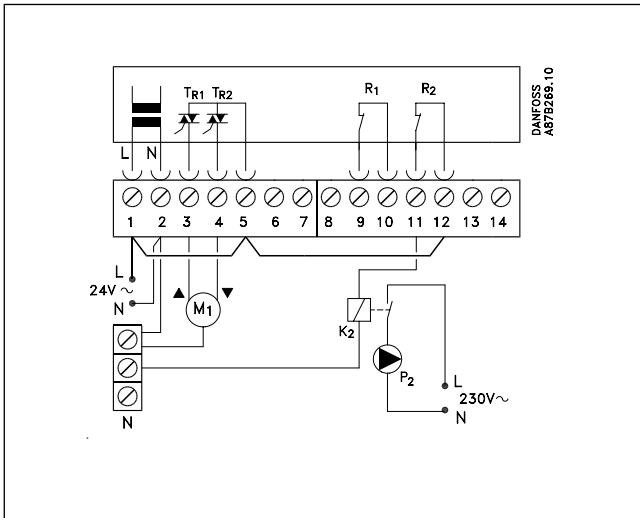 DANFOSS
A87B269.10
TR1 TR2
R1 R2
L N
1 2 3 4 5 6 7 8 9 10 11 12 13 14
L
24V ~
N
▲ M1 ▼
K2
P2
L
230V ~
N
N